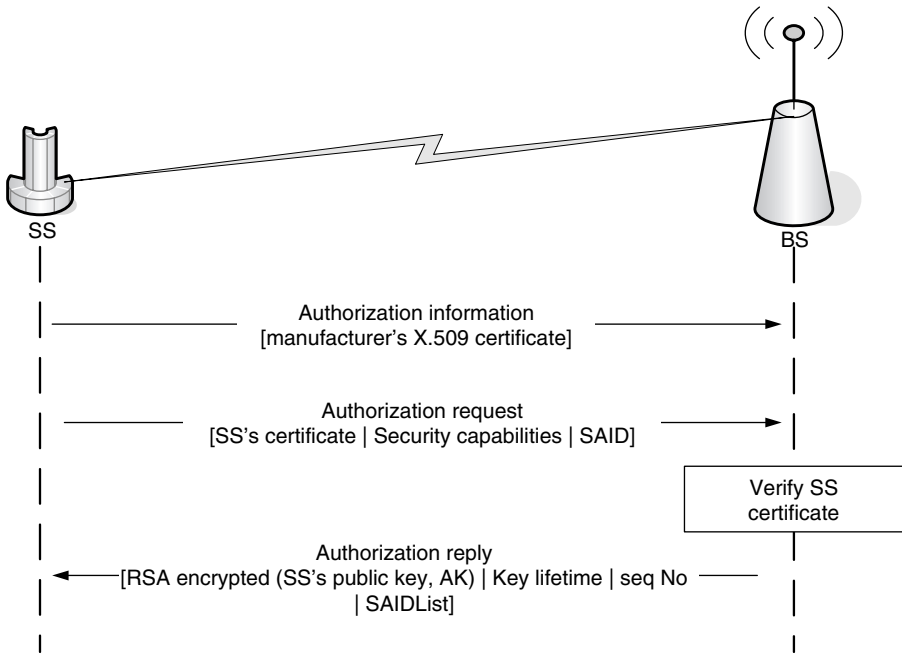 SS
BS
Authorization information
[manufacturer's X.509 certificate]
Authorization request
[SS's certificate | Security capabilities | SAID]
Verify SS
certificate
Authorization reply
[RSA encrypted (SS's public key, AK) | Key lifetime | seq No
| SAIDList]